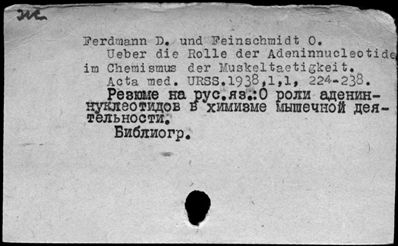 Ferdmann D. und Feinschmidt O.
Ueber die Rolle der Adeninnucleotide
im Chemismus der Muskeltaetigkeit.
Acta med. URSS.1938,1,1, 224-238.
Резюме на рус.яз.:О роли аденин-
нуклеотидов в химизме мышечной дея-
тельности.
Библиогр.